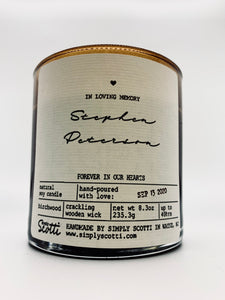 IN LOVING MEMORY
Stephen
Peterson
FOREVER IN OUR HEARTS
natural soy candle
hand-poured with love:
SEP 15 2020
birchwood
crackling wooden wick
net wt 8.3oz 235.3g
up to 40hrs
Scotti
HANDMADE BY SIMPLY SCOTTI IN
www.simplyscotti.com